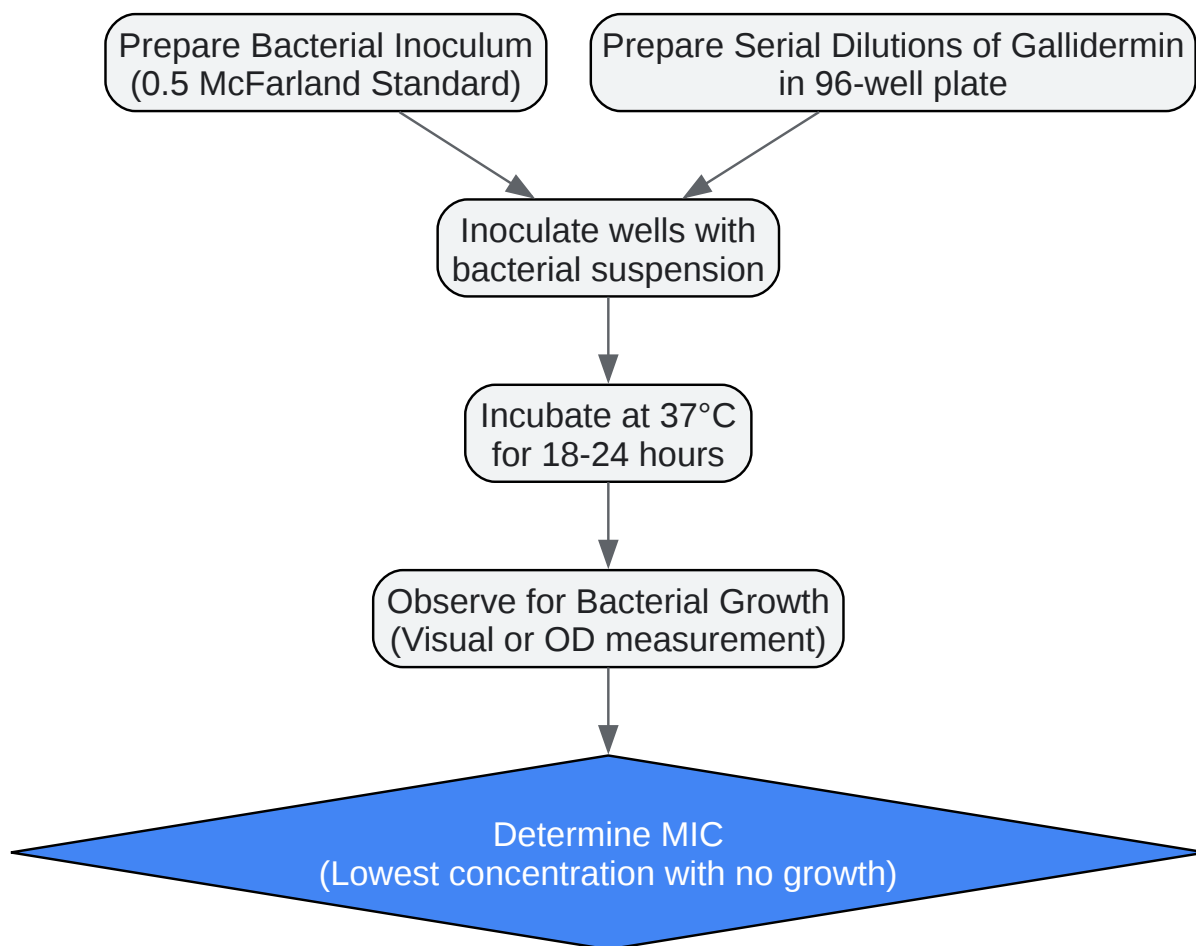 Prepare Bacterial Inoculum
(0.5 McFarland Standard)
Prepare Serial Dilutions of Gallidermin
in 96-well plate
Inoculate wells with
bacterial suspension
Incubate at 37°C
for 18-24 hours
Observe for Bacterial Growth
(Visual or OD measurement)
Determine MIC
(Lowest concentration with no growth)